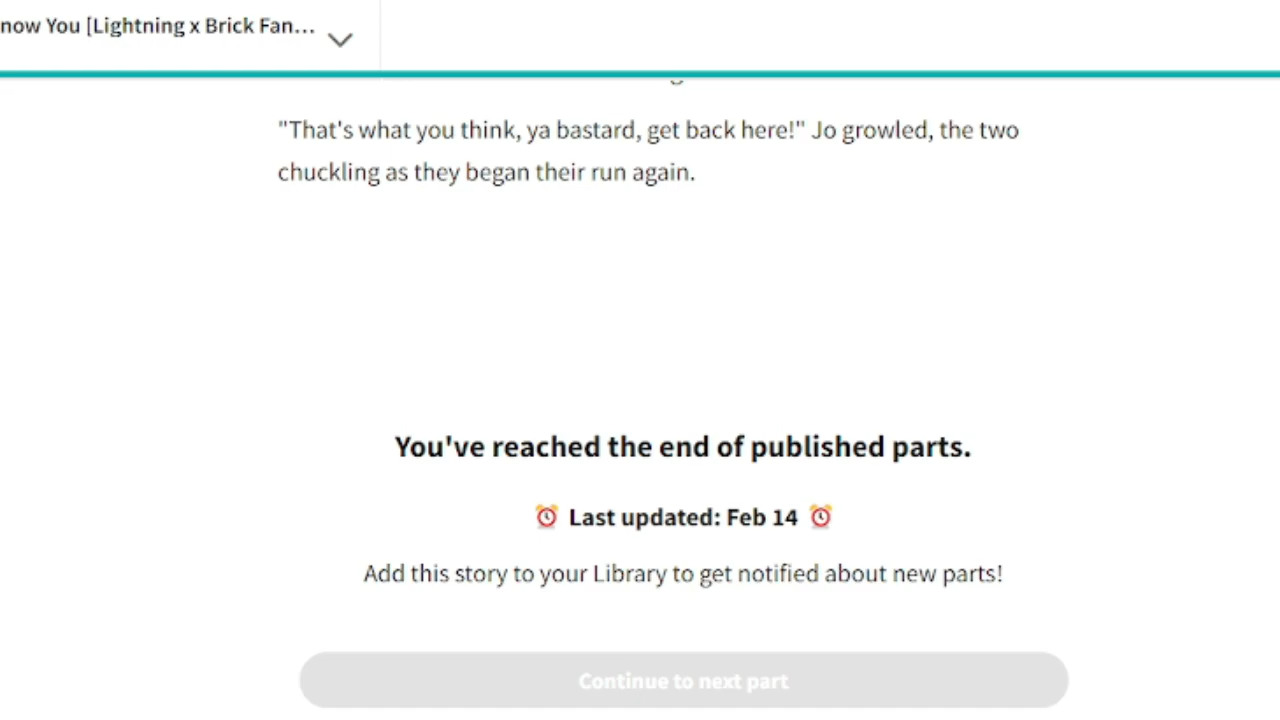 now You [Lightning x Brick Fan...
"That's what you think, ya bastard, get back here!" Jo growled, the two
chuckling as they began their run again.
You've reached the end of published parts.
⏰ Last updated: Feb 14 ⏰
Add this story to your Library to get notified about new parts!
Continue to next part